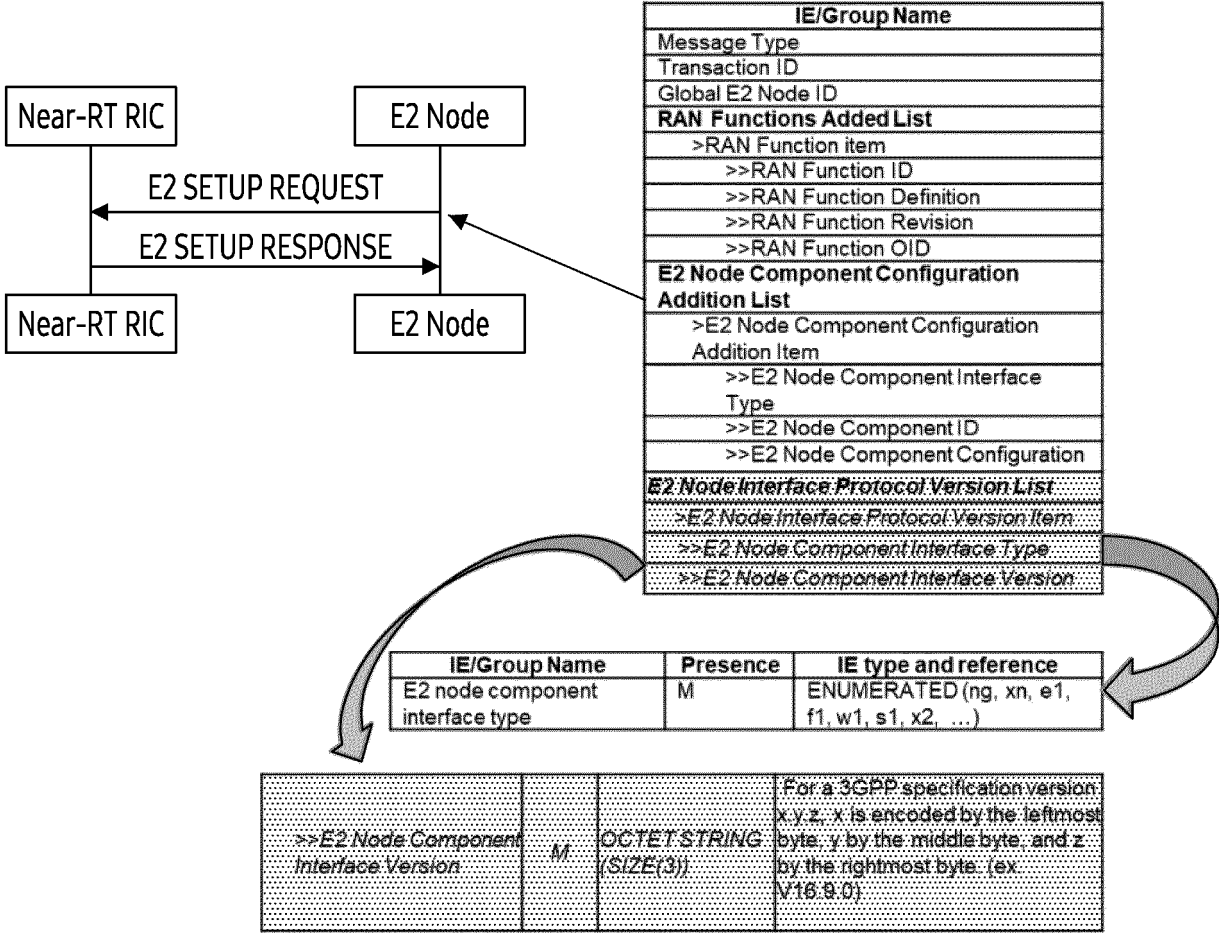 Near-RT RIC
E2 Node
E2 SETUP REQUEST
E2 SETUP RESPONSE
Near-RT RIC
E2 Node
IE/Group Name
Message Type
Transaction ID
Global E2 Node ID
RAN Functions Added List
>RAN Function item
>>RAN Function ID
>>RAN Function Definition
>>RAN Function Revision
>>RAN Function OID
E2 Node Component Configuration
Addition List
>E2 Node Component Configuration
Addition Item
>>E2 Node Component Interface
Type
>>E2 Node Component ID
>>E2 Node Component Configuration
E2 Node Interface Protocol Version List
>E2 Node Interface Protocol Version Item
>>E2 Node Component Interface Type
>>E2 Node Component Interface Version
IE/Group Name Presence IE type and reference
E2 node component M ENUMERATED (ng, xn, e1,
interface type f1, w1, s1, x2, …)
For a 3GPP specification version
x.y.z, x is encoded by the leftmost
>>E2 Node Component M OCTET STRING byte, y by the middle byte, and z
Interface Version (SIZE(3)) by the rightmost byte. (ex.
V16.9.0)